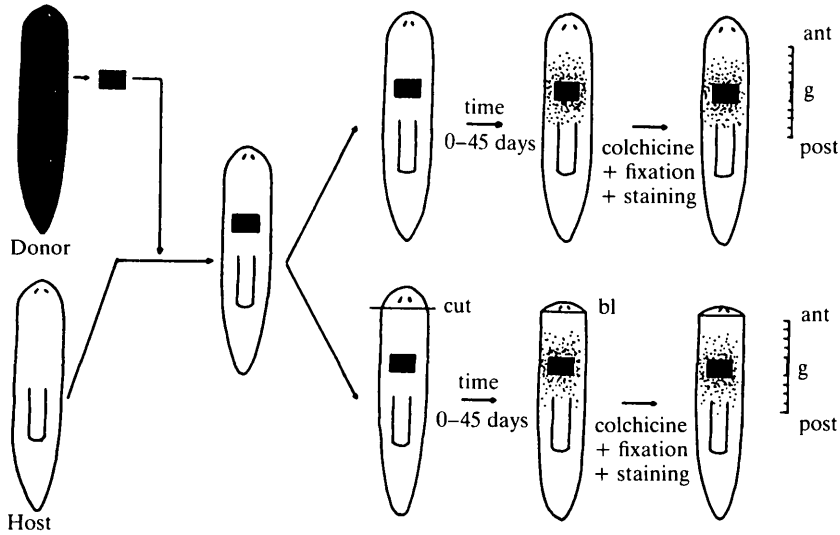 Donor
Host
time
0–45 days
colchicine
+ fixation
+ staining
ant
g
post
cut
time
0–45 days
bl
colchicine
+ fixation
+ staining
ant
g
post